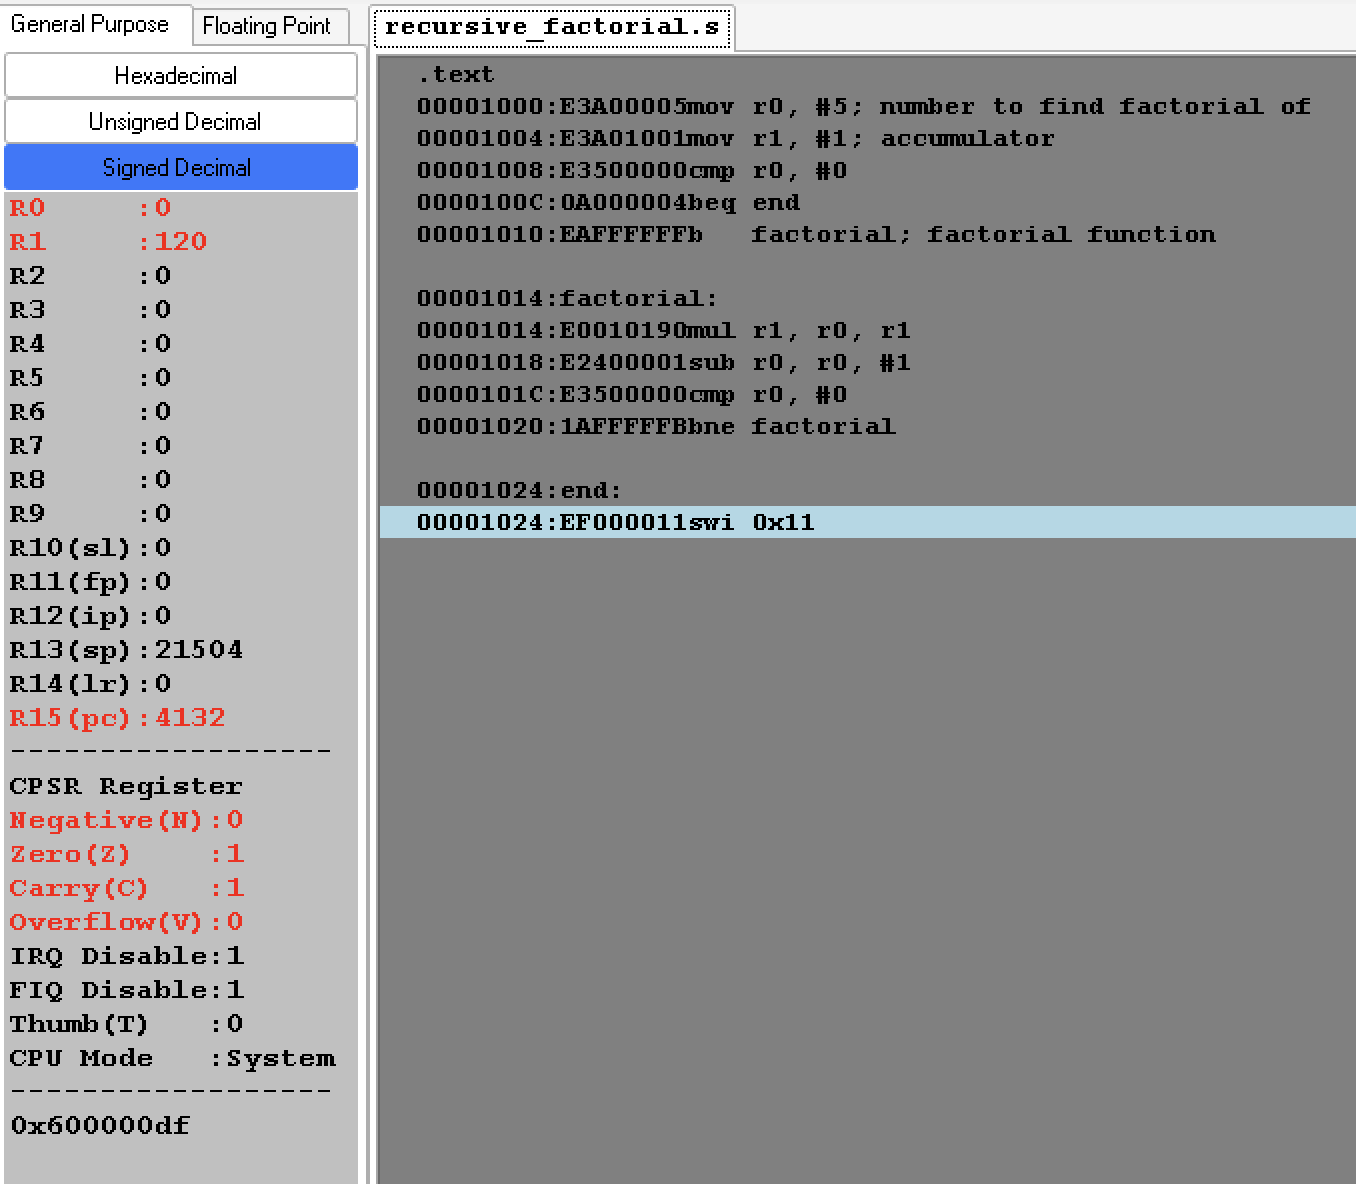 General Purpose
Floating Point
Hexadecimal
Unsigned Decimal
Signed Decimal
R0 :0
R1 :120
R2 :0
R3 :0
R4 :0
R5 :0
R6 :0
R7 :0
R8 :0
R9 :0
R10(sl):0
R11(fp):0
R12(ip):0
R13(sp):21504
R14(lr):0
R15(pc):4132
------------------
CPSR Register
Negative(N):0
Zero(Z) :1
Carry(C) :1
Overflow(V):0
IRQ Disable:1
FIQ Disable:1
Thumb(T) :0
CPU Mode :System
------------------
0x600000df
recursive_factorial.s
.text
00001000:E3A00005mov r0, #5; number to find factorial of
00001004:E3A01001mov r1, #1; accumulator
00001008:E3500000cmp r0, #0
0000100C:0A000004beq end
00001010:EAFFFFFFb factorial; factorial function
00001014:factorial:
00001014:E0010190mul r1, r0, r1
00001018:E2400001sub r0, r0, #1
0000101C:E3500000cmp r0, #0
00001020:1AFFFFFBbne factorial
00001024:end:
00001024:EF000011swi 0x11